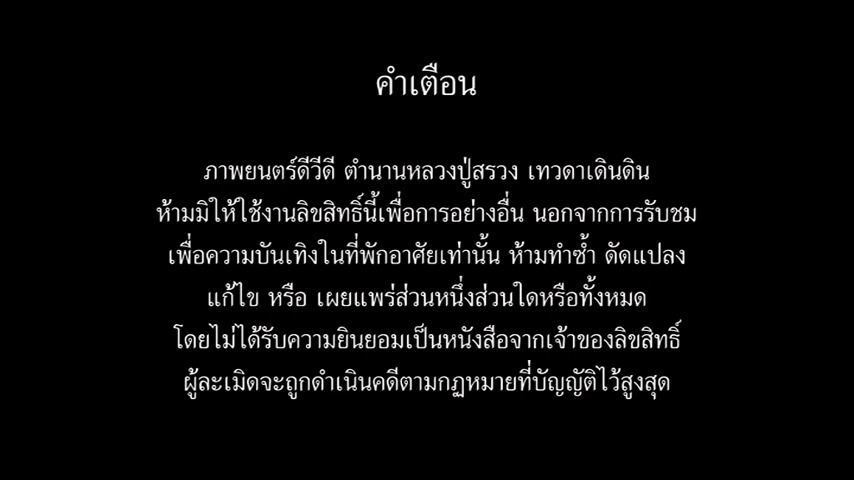 คำเตือน
ภาพยนตร์ดีวีดี ตำนานหลวงปู่สรวง เทวดาเดินดิน
ห้ามมิให้ใช้งานลิขสิทธิ์นี้เพื่อการอย่างอื่น นอกจากการรับชม
เพื่อความบันเทิงในที่พักอาศัยเท่านั้น ห้ามทำซ้ำ ดัดแปลง
แก้ไข หรือ เผยแพร่ส่วนหนึ่งส่วนใดหรือทั้งหมด
โดยไม่ได้รับความยินยอมเป็นหนังสือจากเจ้าของลิขสิทธิ์
ผู้ละเมิดจะถูกดำเนินคดีตามกฏหมายที่บัญญัติไว้สูงสุด